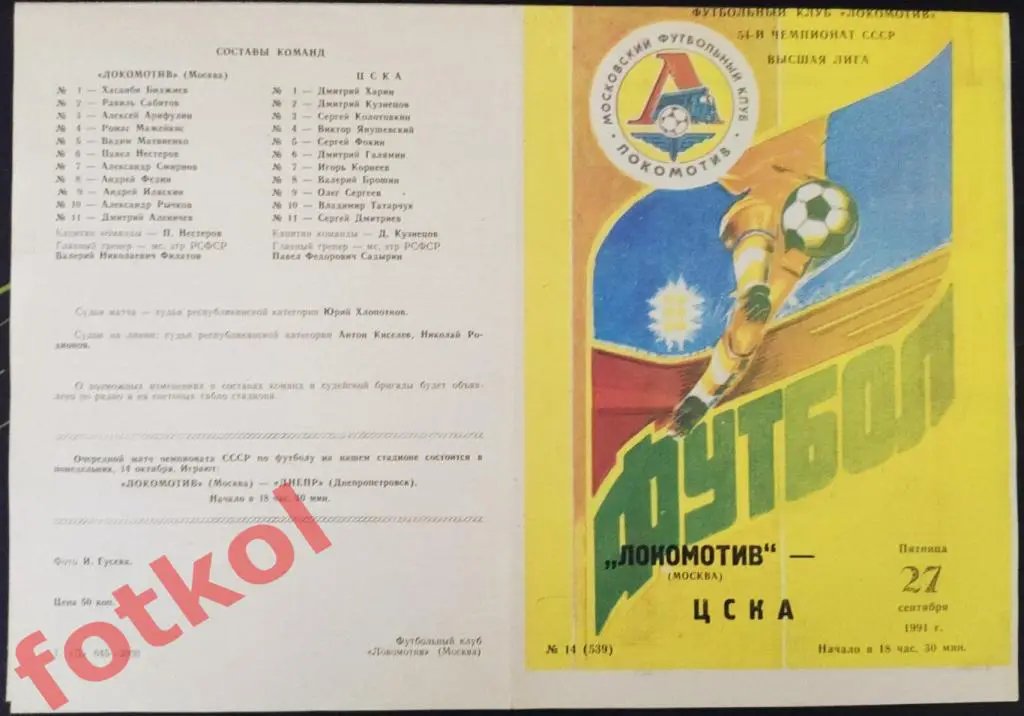 СОСТАВЫ КОМАНД
«ЛОКОМОТИВ» (Москва)
№ 1 — Хасанби Биджиев
№ 2 — Равиль Сабитов
№ 3 — Алексей Арифулин
№ 4 — Ромас Мажейкис
№ 5 — Вадим Матвиенко
№ 6 — Павел Нестеров
№ 7 — Александр Смирнов
№ 8 — Андрей Федин
№ 9 — Андрей Иляскин
№ 10 — Александр Рычков
№ 11 — Дмитрий Аленичев
Капитан команды — П. Нестеров
Главный тренер — мс, зтр РСФСР
Валерий Николаевич Филатов
ЦСКА
№ 1 — Дмитрий Харин
№ 2 — Дмитрий Кузнецов
№ 3 — Сергей Колотовкин
№ 4 — Виктор Янушевский
№ 5 — Сергей Фокин
№ 6 — Дмитрий Галямин
№ 7 — Игорь Корнеев
№ 8 — Валерий Брошин
№ 9 — Олег Сергеев
№ 10 — Владимир Татарчук
№ 11 — Сергей Дмитриев
Капитан команды — Д. Кузнецов
Главный тренер — мс, зтр РСФСР
Павел Федорович Садырин
Судья матча — судья республиканской категории Юрий Хлопотнов.
Судьи на линии: судьи республиканской категории Антон Киселев, Николай Ро-
дионов.
О возможных изменениях в составах команд и судейской бригады будет объяв-
лено по радио и на световых табло стадиона.
Очередной матч чемпионата СССР по футболу на нашем стадионе состоится в
понедельник, 14 октября. Играют:
«ЛОКОМОТИВ» (Москва) — «ДНЕПР» (Днепропетровск).
Начало в 18 час. 30 мин.
Фото И. Гусева.
Цена 50 коп.
Футбольный клуб
«Локомотив» (Москва)
fotkol
ФУТБОЛЬНЫЙ КЛУБ «ЛОКОМОТИВ»
54-Й ЧЕМПИОНАТ СССР
ВЫСШАЯ ЛИГА
МОСКОВСКИЙ ФУТБОЛЬНЫЙ КЛУБ
ЛОКОМОТИВ
ФУТБОЛ
„ЛОКОМОТИВ“ —
(МОСКВА)
ЦСКА
Пятница
27
сентября
1991 г.
№ 14 (539)
Начало в 18 час. 30 мин.